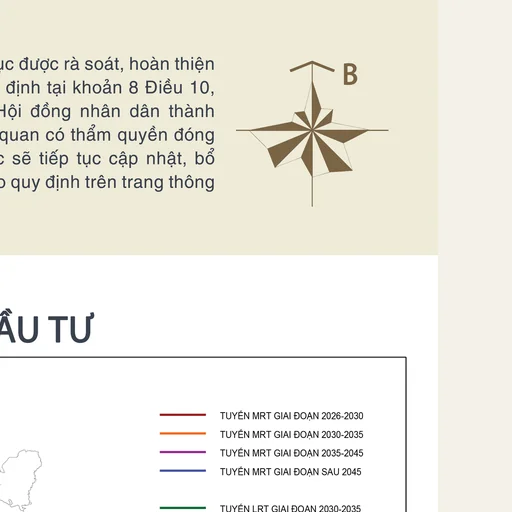 ục được rà soát, hoàn thiện
định tại khoản 8 Điều 10,
Hội đồng nhân dân thành
quan có thẩm quyền đóng
c sẽ tiếp tục cập nhật, bổ
o quy định trên trang thông
B
ẦU TƯ
TUYẾN MRT GIAI ĐOẠN 2026-2030
TUYẾN MRT GIAI ĐOẠN 2030-2035
TUYẾN MRT GIAI ĐOẠN 2035-2045
TUYẾN MRT GIAI ĐOẠN SAU 2045
TUYẾN LRT GIAI ĐOẠN 2030-2035